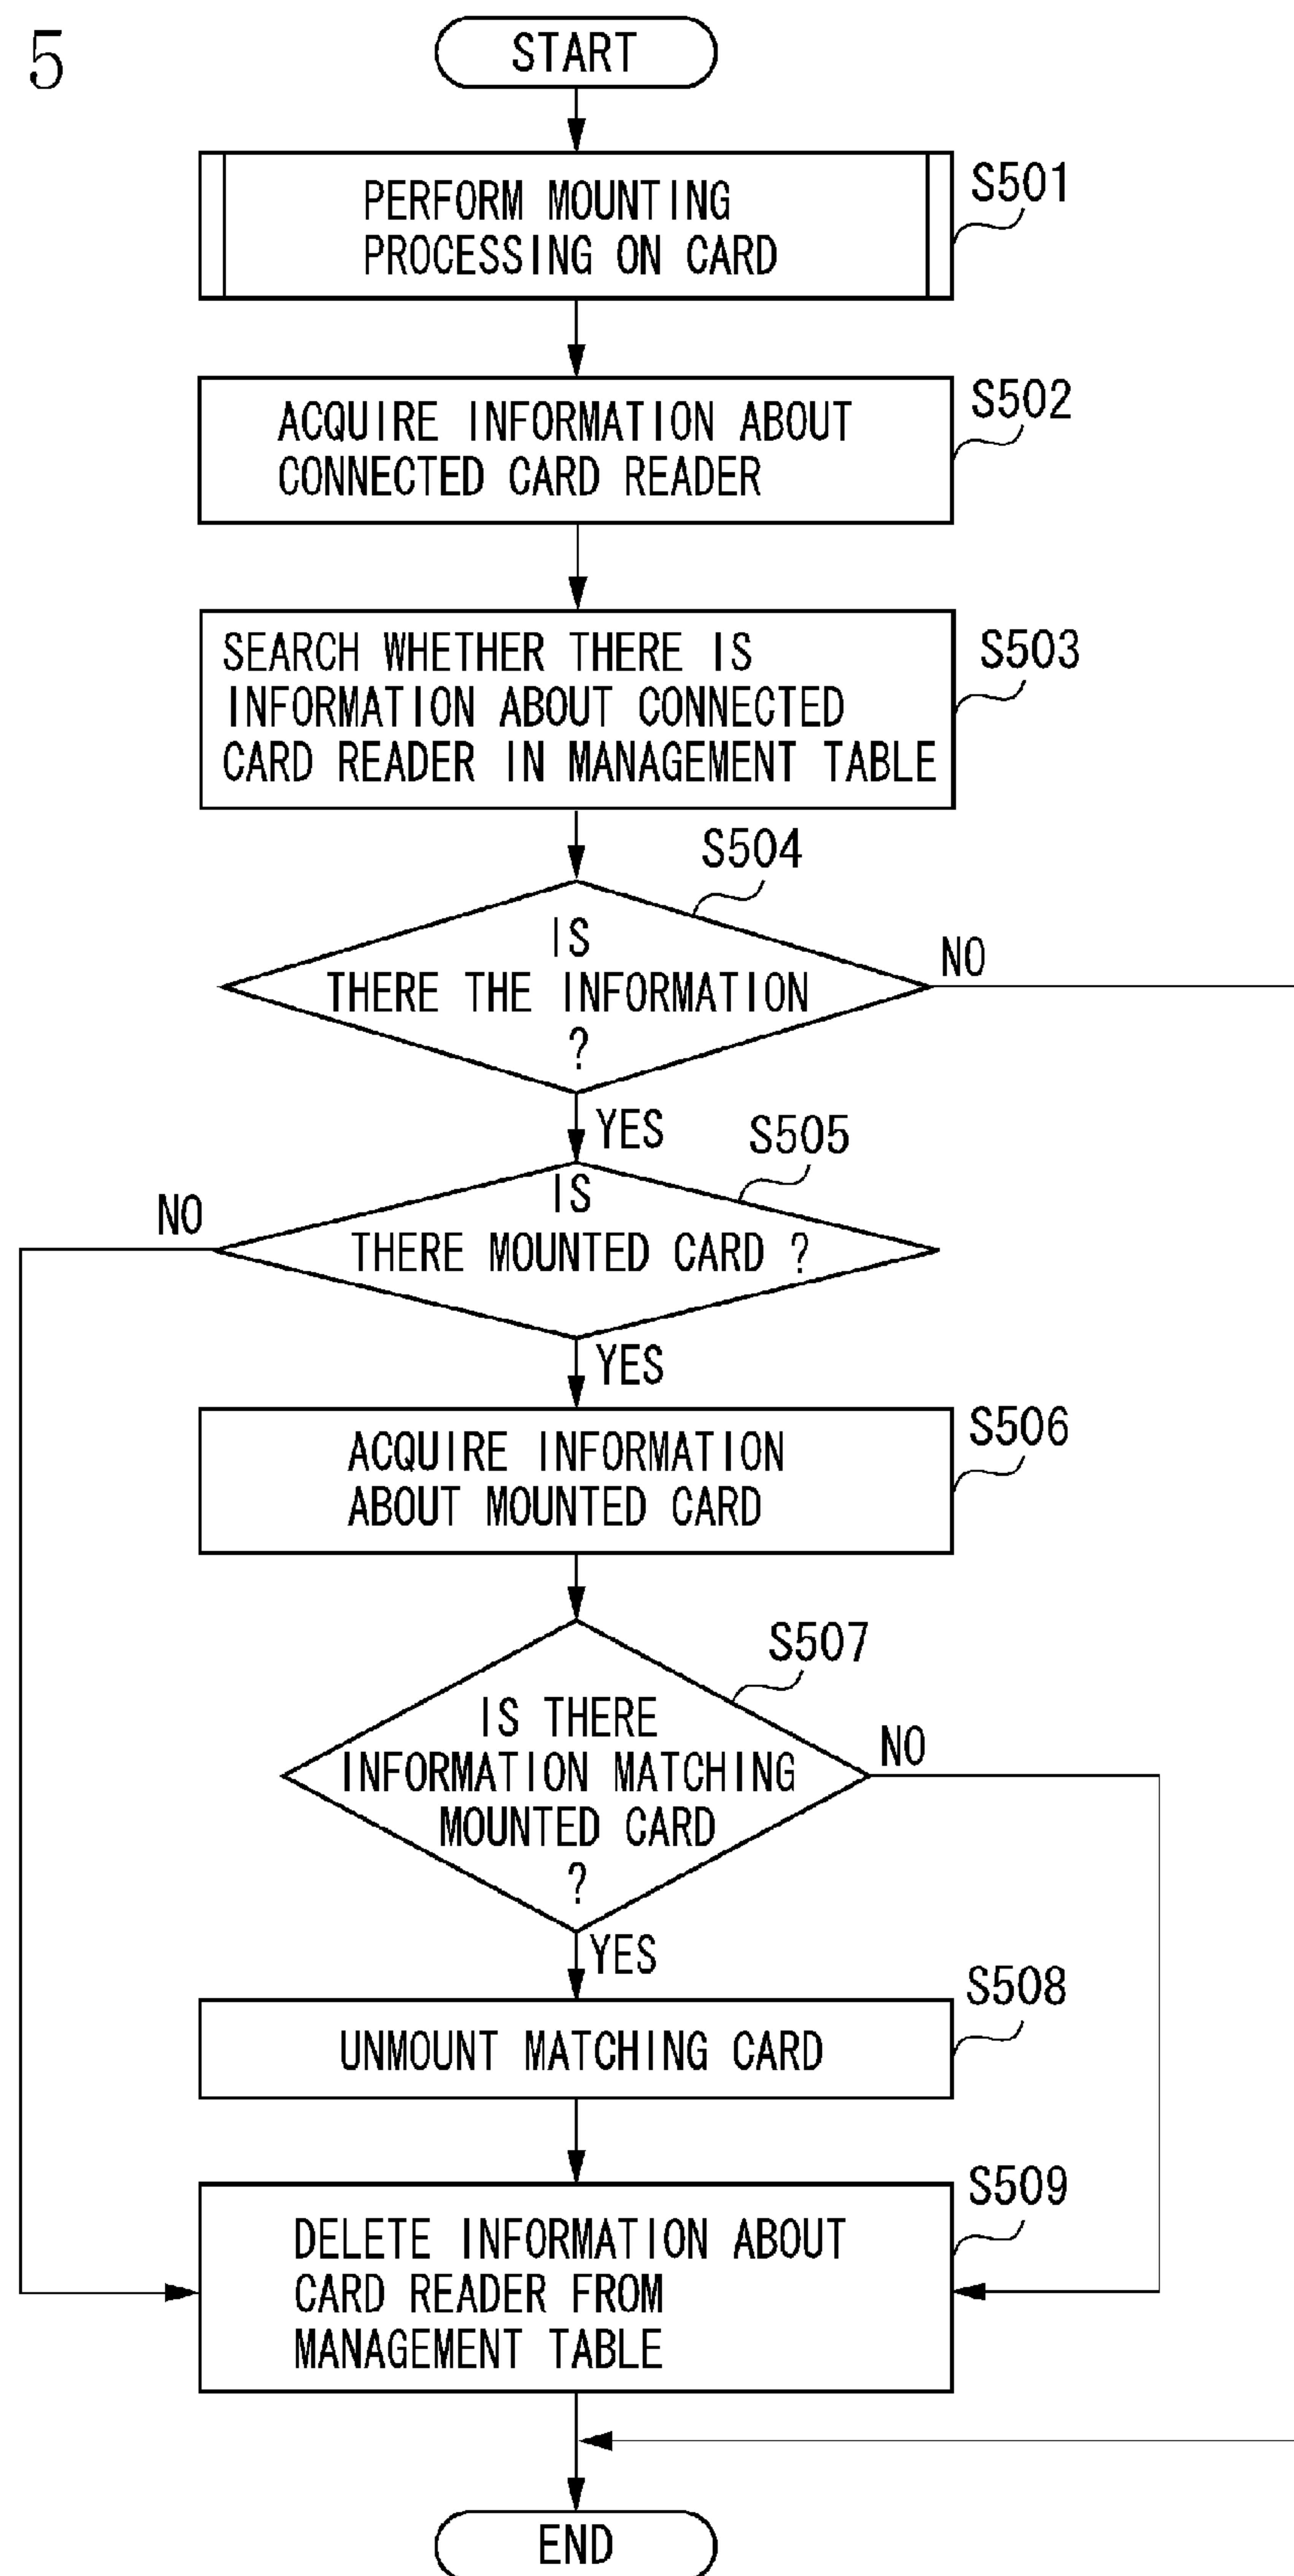 5
START
PERFORM MOUNTING
PROCESSING ON CARD
S501
ACQUIRE INFORMATION ABOUT
CONNECTED CARD READER
S502
SEARCH WHETHER THERE IS
INFORMATION ABOUT CONNECTED
CARD READER IN MANAGEMENT TABLE
S503
S504
IS
THERE THE INFORMATION
?
NO
YES
S505
IS
THERE MOUNTED CARD ?
NO
YES
ACQUIRE INFORMATION
ABOUT MOUNTED CARD
S506
S507
IS THERE
INFORMATION MATCHING
MOUNTED CARD
?
NO
YES
UNMOUNT MATCHING CARD
S508
DELETE INFORMATION ABOUT
CARD READER FROM
MANAGEMENT TABLE
S509
END